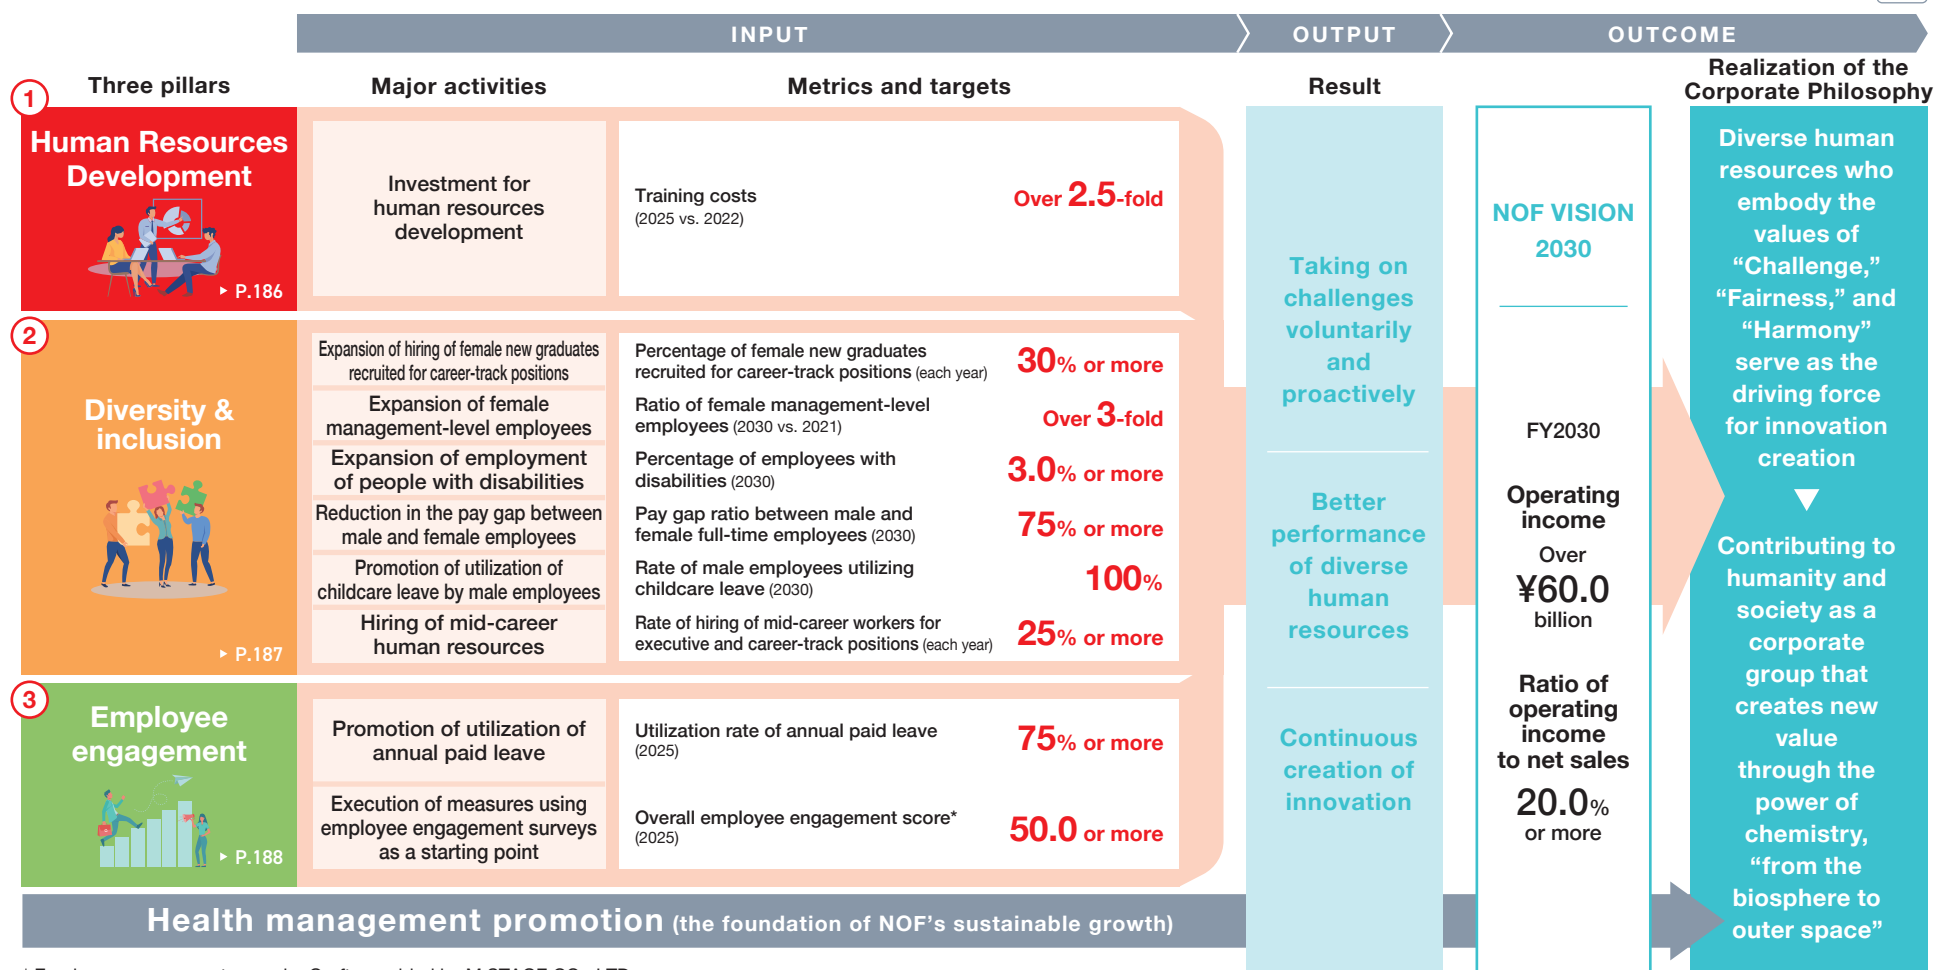 INPUT
OUTPUT
OUTCOME
Three pillars
Major activities
Metrics and targets
Result
Realization of the
Corporate Philosophy
1
Human Resources
Development
▶ P.186
Investment for
human resources
development
Training costs
(2025 vs. 2022)
Over 2.5-fold
2
Diversity &
inclusion
▶ P.187
Expansion of hiring of female new graduates
recruited for career-track positions
Percentage of female new graduates
recruited for career-track positions (each year)
30% or more
Expansion of female
management-level employees
Ratio of female management-level
employees (2030 vs. 2021)
Over 3-fold
Expansion of employment
of people with disabilities
Percentage of employees with
disabilities (2030)
3.0% or more
Reduction in the pay gap between
male and female employees
Pay gap ratio between male and
female full-time employees (2030)
75% or more
Promotion of utilization of
childcare leave by male employees
Rate of male employees utilizing
childcare leave (2030)
100%
Hiring of mid-career
human resources
Rate of hiring of mid-career workers for
executive and career-track positions (each year)
25% or more
3
Employee
engagement
▶ P.188
Promotion of utilization of
annual paid leave
Utilization rate of annual paid leave
(2025)
75% or more
Execution of measures using
employee engagement surveys
as a starting point
Overall employee engagement score*
(2025)
50.0 or more
Taking on
challenges
voluntarily
and
proactively
Better
performance
of diverse
human
resources
Continuous
creation of
innovation
NOF VISION
2030
FY2030
Operating
income
Over
¥60.0
billion
Ratio of
operating
income
to net sales
20.0%
or more
Diverse human
resources who
embody the
values of
“Challenge,”
“Fairness,” and
“Harmony”
serve as the
driving force
for innovation
creation
Contributing to
humanity and
society as a
corporate
group that
creates new
value
through the
power of
chemistry,
“from the
biosphere to
outer space”
Health management promotion (the foundation of NOF’s sustainable growth)